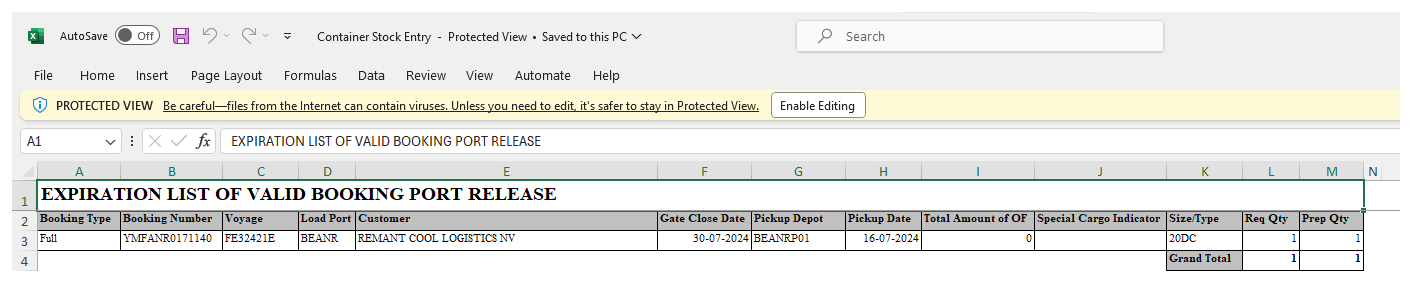 AutoSave Off Container Stock Entry - Protected View • Saved to this PC Search
File Home Insert Page Layout Formulas Data Review View Automate Help
PROTECTED VIEW Be careful—files from the Internet can contain viruses. Unless you need to edit, it's safer to stay in Protected View. Enable Editing
A1 fx EXPIRATION LIST OF VALID BOOKING PORT RELEASE
A B C D E F G H I J K L M N
1 EXPIRATION LIST OF VALID BOOKING PORT RELEASE
2 Booking Type Booking Number Voyage Load Port Customer Gate Close Date Pickup Depot Pickup Date Total Amount of OF Special Cargo Indicator Size/Type Req Qty Prep Qty
3 Full YMFANR0171140 FE32421E BEANR REMANT COOL LOGISTICS NV 30-07-2024 BEANRP01 16-07-2024 0 20DC 1 1
4 Grand Total 1 1